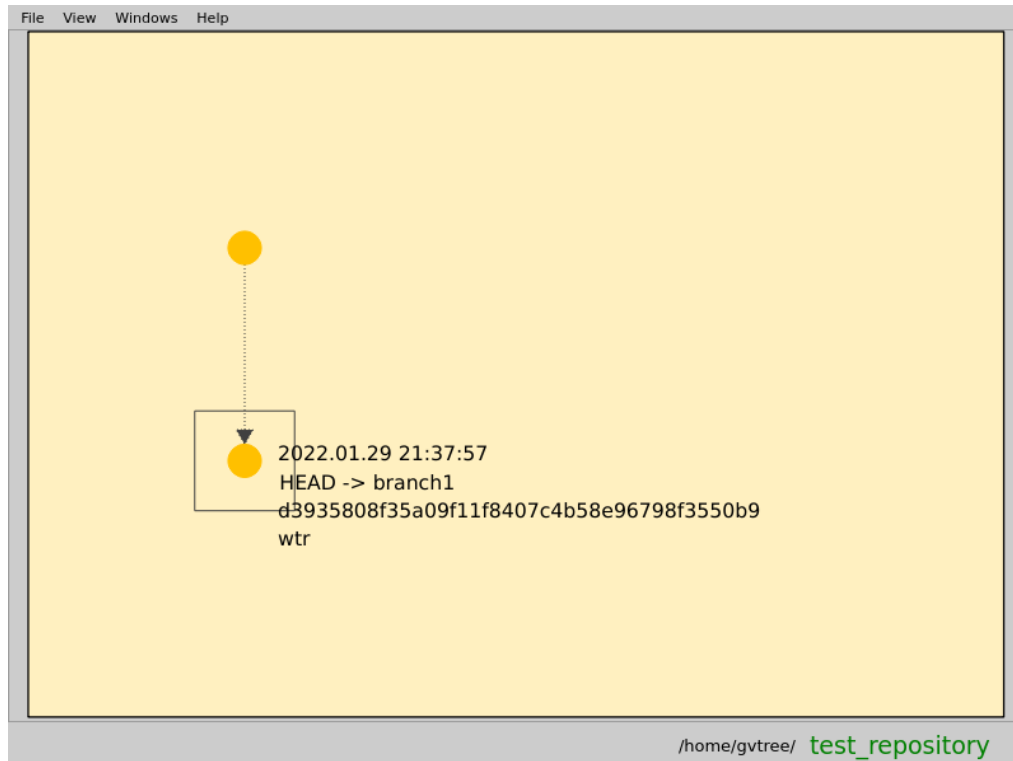 File View Windows Help
2022.01.29 21:37:57
HEAD -> branch1
d3935808f35a09f11f8407c4b58e96798f3550b9
wtr
/home/gvtree/ test_repository